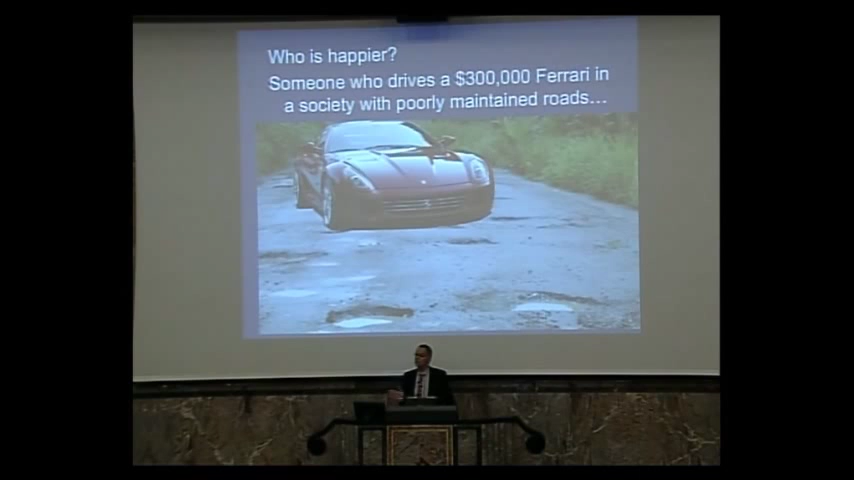 Who is happier?
Someone who drives a $300,000 Ferrari in
a society with poorly maintained roads…